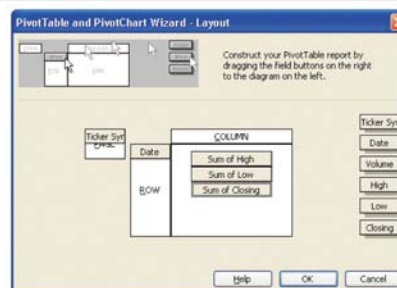 PivotTable and PivotChart Wizard - Layout
Construct your PivotTable report by
dragging the field buttons on the right
to the diagram on the left.
Ticker Syr
COLUMN
Date
ROW
Sum of High
Sum of Low
Sum of Closing
Ticker Syr
Date
Volume
High
Low
Closing
Help
OK
Cancel